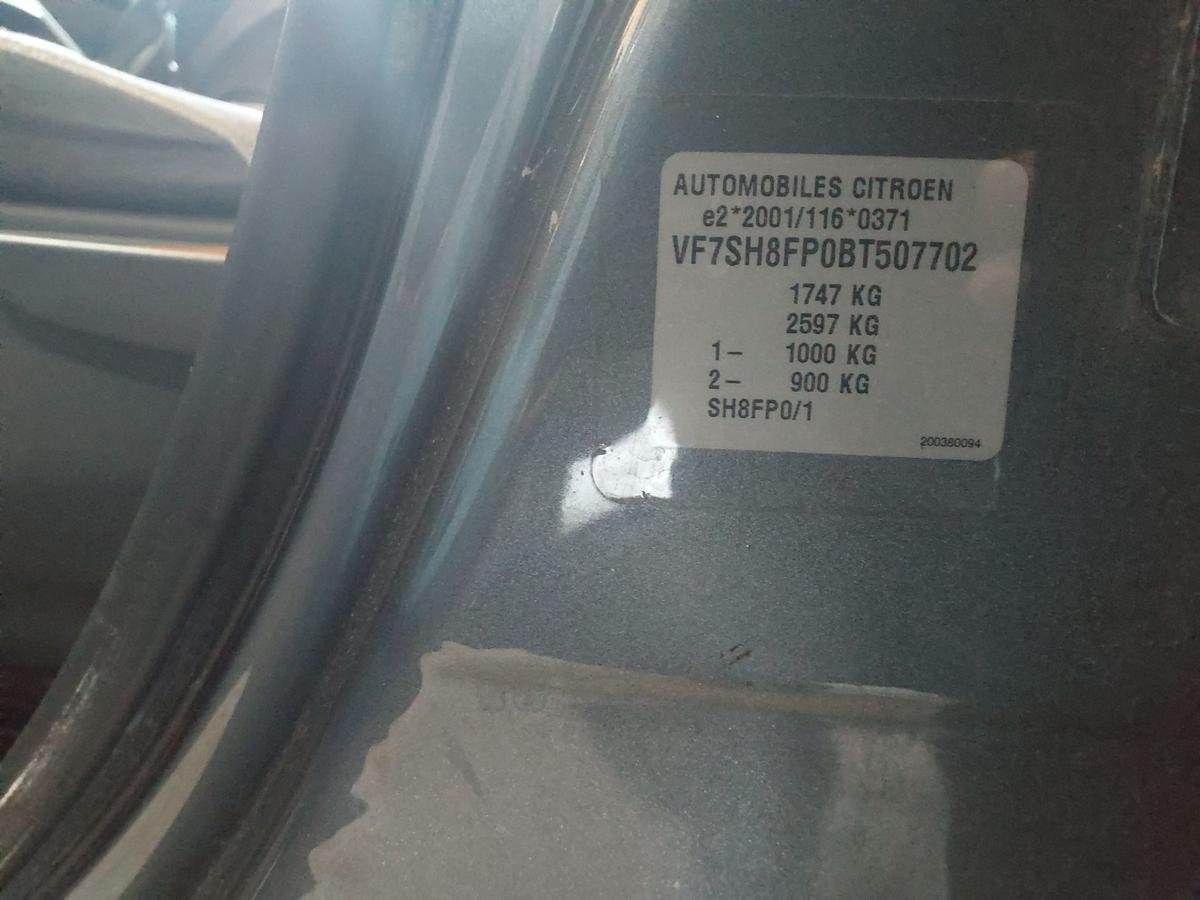 AUTOMOBILES CITROEN
e2*2001/116*0371
VF7SH8FP0BT507702
1747 KG
2597 KG
1- 1000 KG
2- 900 KG
SH8FP0/1
200380094